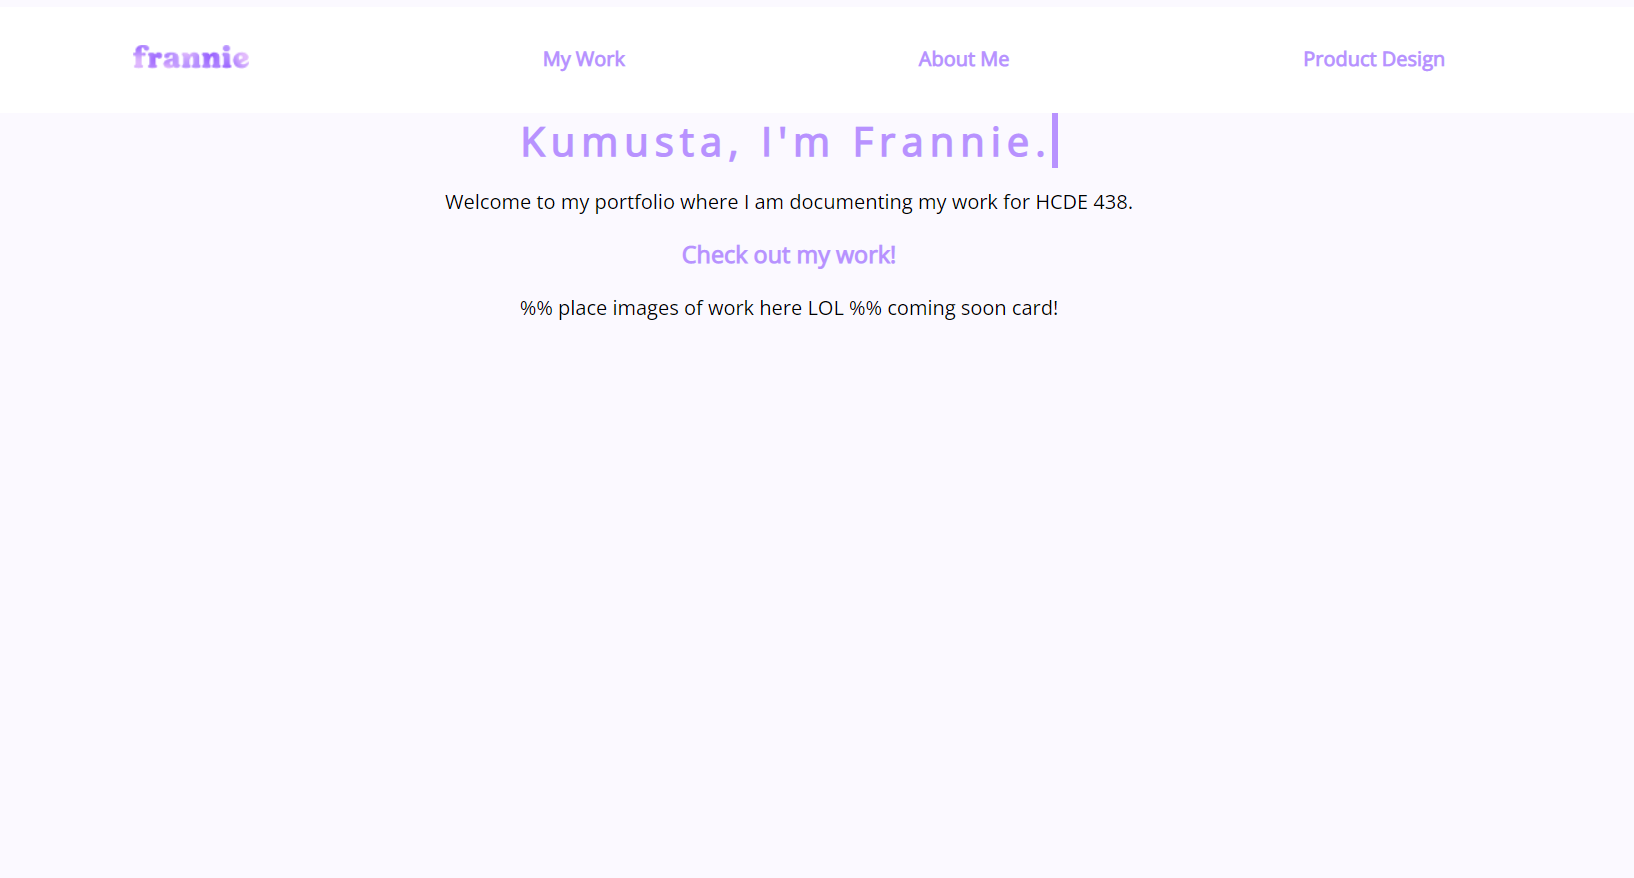 frannie My Work About Me Product Design
Kumusta, I'm Frannie.
Welcome to my portfolio where I am documenting my work for HCDE 438.
Check out my work!
%% place images of work here LOL %% coming soon card!